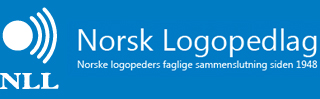 Norsk Logopedlag
Norske logopeders faglige sammenslutning siden 1948
NLL